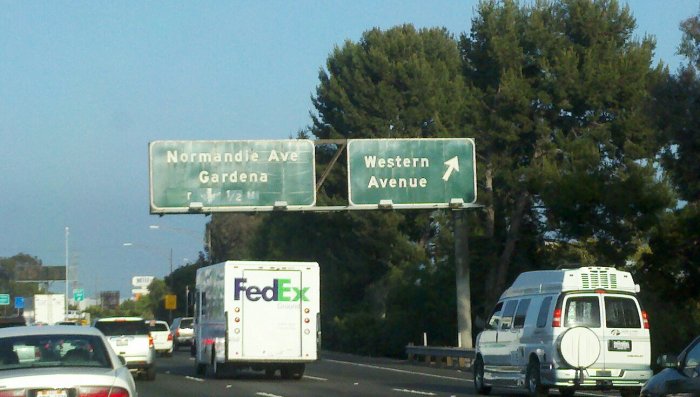 Normandie Ave
Gardena
1/2
Western
Avenue
FedEx